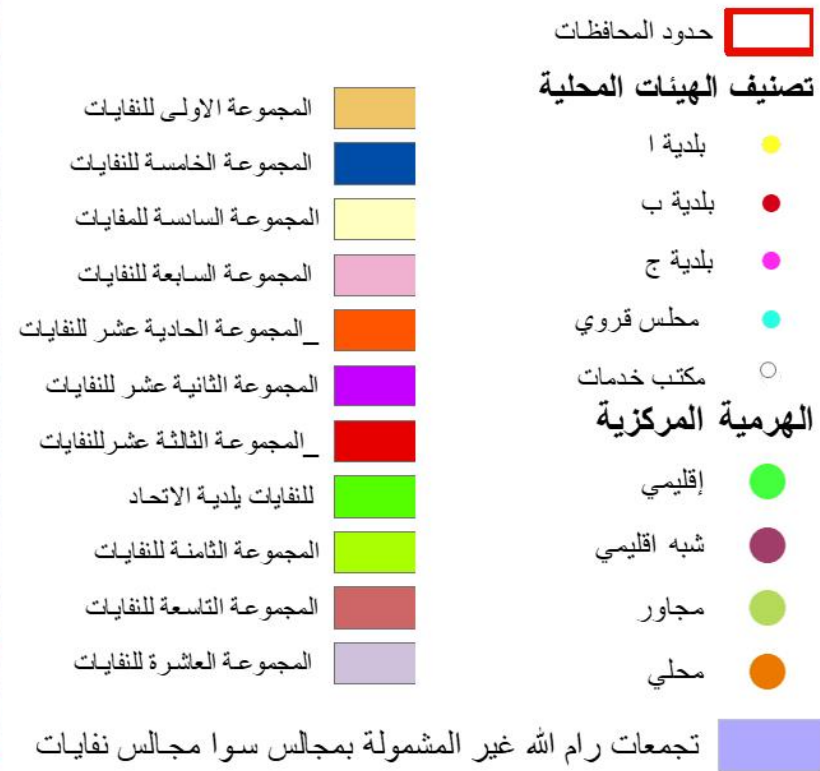 حدود المحافظات
تصنيف الهيئات المحلية
بلدية ا
بلدية ب
بلدية ج
محلس قروي
مكتب خدمات
الهرمية المركزية
إقليمي
شبه اقليمي
مجاور
محلي
المجموعة الاولى للنفايات
المجموعة الخامسة للنفايات
المجموعة السادسة للمفايات
المجموعة السابعة للنفايات
_المجموعة الحادية عشر للنفايات
المجموعة الثانية عشر للنفايات
_المجموعة الثالثة عشرللنفايات
للنفايات يلدية الاتحاد
المجموعة الثامنة للنفايات
المجموعة التاسعة للنفايات
المجموعة العاشرة للنفايات
تجمعات رام الله غير المشمولة بمجالس سوا مجالس نفايات